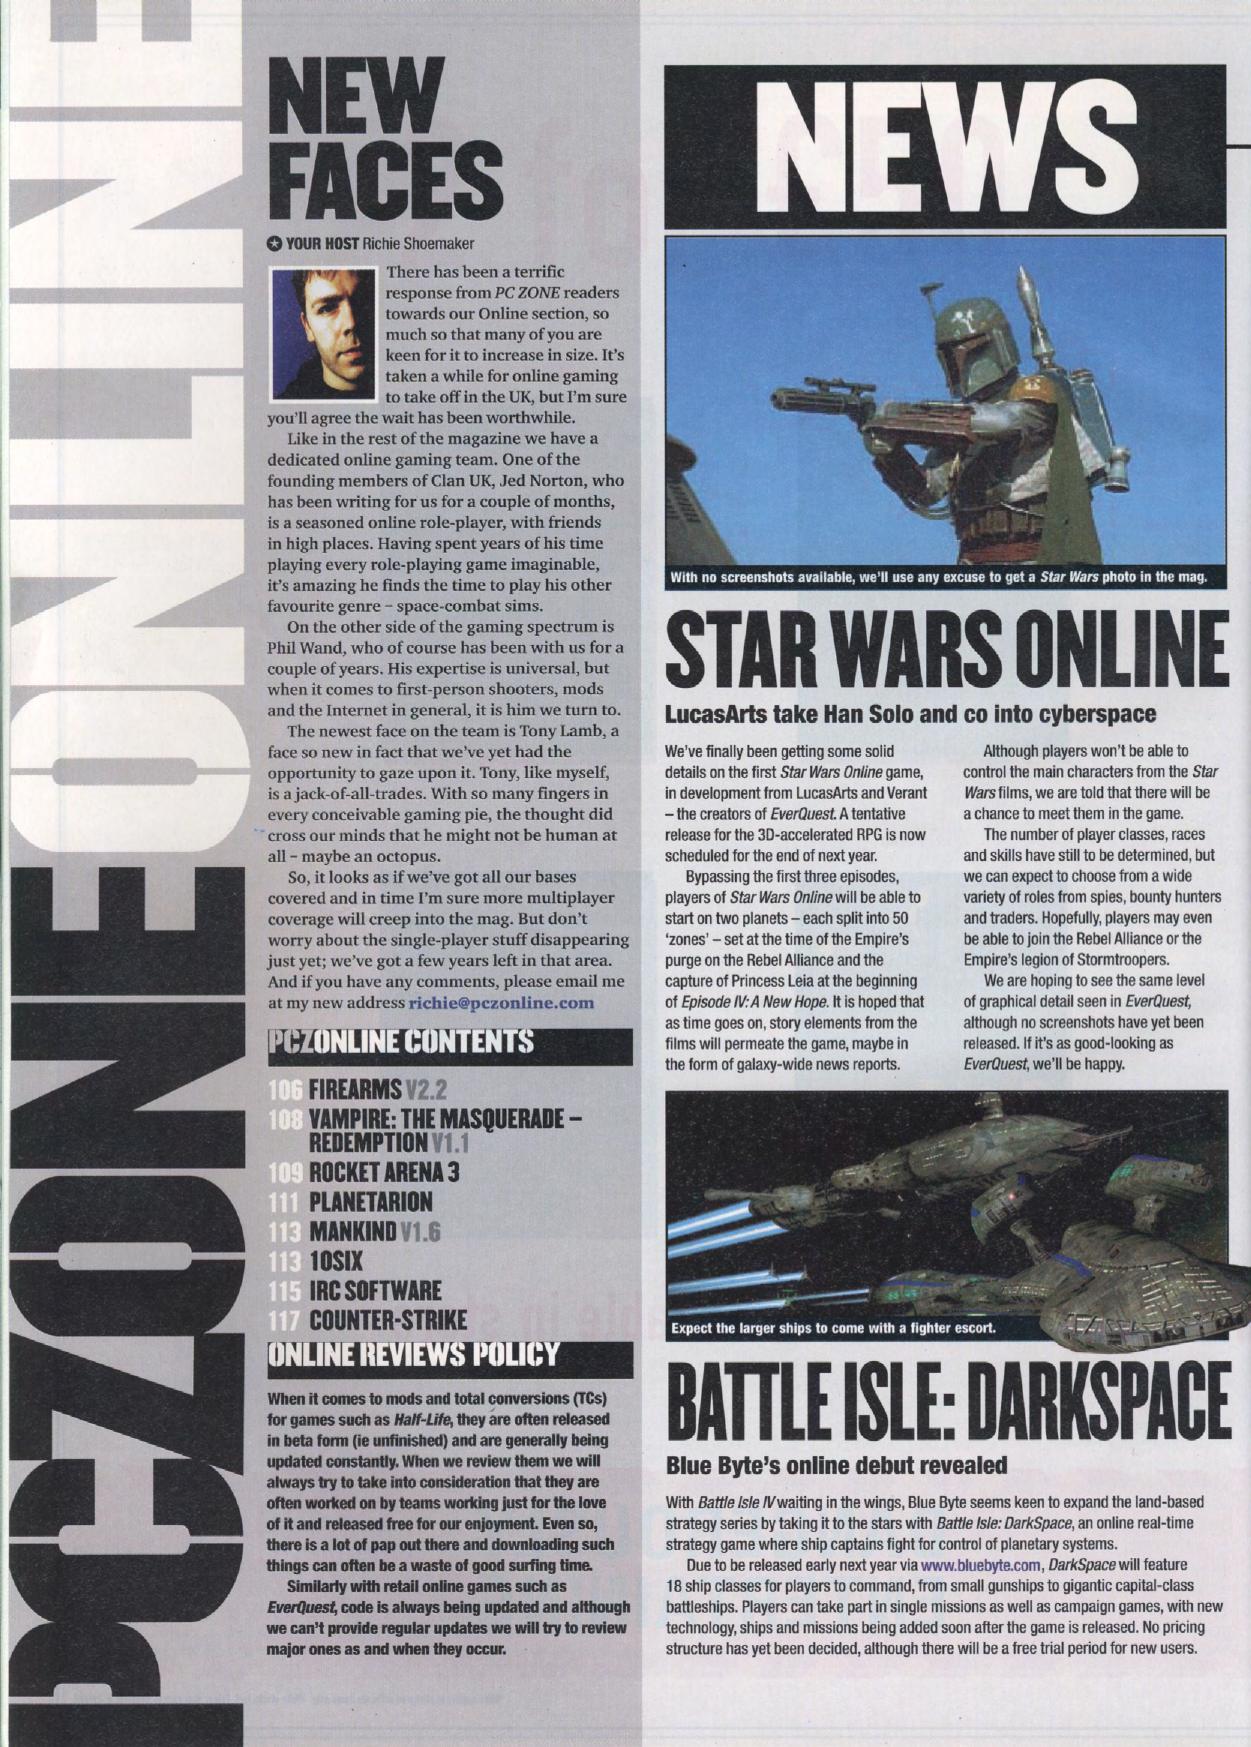 PCZONEONLINE
NEW
FACES
YOUR HOST Richie Shoemaker
There has been a terrific
response from PC ZONE readers
towards our Online section, so
much so that many of you are
keen for it to increase in size. It's
taken a while for online gaming
to take off in the UK, but I'm sure
you'll agree the wait has been worthwhile.
Like in the rest of the magazine we have a
dedicated online gaming team. One of the
founding members of Clan UK, Jed Norton, who
has been writing for us for a couple of months,
is a seasoned online role-player, with friends
in high places. Having spent years of his time
playing every role-playing game imaginable,
it's amazing he finds the time to play his other
favourite genre – space-combat sims.
On the other side of the gaming spectrum is
Phil Wand, who of course has been with us for a
couple of years. His expertise is universal, but
when it comes to first-person shooters, mods
and the Internet in general, it is him we turn to.
The newest face on the team is Tony Lamb, a
face so new in fact that we've yet had the
opportunity to gaze upon it. Tony, like myself,
is a jack-of-all-trades. With so many fingers in
every conceivable gaming pie, the thought did
cross our minds that he might not be human at
all – maybe an octopus.
So, it looks as if we've got all our bases
covered and in time I'm sure more multiplayer
coverage will creep into the mag. But don't
worry about the single-player stuff disappearing
just yet; we've got a few years left in that area.
And if you have any comments, please email me
at my new address richie@pczonline.com
PCZONLINE CONTENTS
106 FIREARMS V2.2
108 VAMPIRE: THE MASQUERADE –
REDEMPTION V1.1
109 ROCKET ARENA 3
111 PLANETARION
113 MANKIND V1.6
113 10SIX
115 IRC SOFTWARE
117 COUNTER-STRIKE
ONLINE REVIEWS POLICY
When it comes to mods and total conversions (TCs)
for games such as Half-Life, they are often released
in beta form (ie unfinished) and are generally being
updated constantly. When we review them we will
always try to take into consideration that they are
often worked on by teams working just for the love
of it and released free for our enjoyment. Even so,
there is a lot of pap out there and downloading such
things can often be a waste of good surfing time.
Similarly with retail online games such as
EverQuest, code is always being updated and although
we can't provide regular updates we will try to review
major ones as and when they occur.
NEWS
With no screenshots available, we'll use any excuse to get a Star Wars photo in the mag.
STAR WARS ONLINE
LucasArts take Han Solo and co into cyberspace
We've finally been getting some solid
details on the first Star Wars Online game,
in development from LucasArts and Verant
– the creators of EverQuest. A tentative
release for the 3D-accelerated RPG is now
scheduled for the end of next year.
Bypassing the first three episodes,
players of Star Wars Online will be able to
start on two planets – each split into 50
'zones' – set at the time of the Empire's
purge on the Rebel Alliance and the
capture of Princess Leia at the beginning
of Episode IV: A New Hope. It is hoped that
as time goes on, story elements from the
films will permeate the game, maybe in
the form of galaxy-wide news reports.
Although players won't be able to
control the main characters from the Star
Wars films, we are told that there will be
a chance to meet them in the game.
The number of player classes, races
and skills have still to be determined, but
we can expect to choose from a wide
variety of roles from spies, bounty hunters
and traders. Hopefully, players may even
be able to join the Rebel Alliance or the
Empire's legion of Stormtroopers.
We are hoping to see the same level
of graphical detail seen in EverQuest,
although no screenshots have yet been
released. If it's as good-looking as
EverQuest, we'll be happy.
Expect the larger ships to come with a fighter escort.
BATTLE ISLE: DARKSPACE
Blue Byte's online debut revealed
With Battle Isle IV waiting in the wings, Blue Byte seems keen to expand the land-based
strategy series by taking it to the stars with Battle Isle: DarkSpace, an online real-time
strategy game where ship captains fight for control of planetary systems.
Due to be released early next year via www.bluebyte.com, DarkSpace will feature
18 ship classes for players to command, from small gunships to gigantic capital-class
battleships. Players can take part in single missions as well as campaign games, with new
technology, ships and missions being added soon after the game is released. No pricing
structure has yet been decided, although there will be a free trial period for new users.